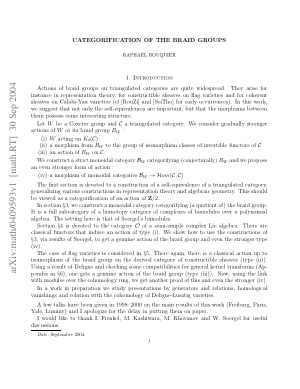 CATEGORIFICATION OF THE BRAID GROUPS
RAPHAËL ROUQUIER
1. Introduction
Actions of braid groups on triangulated categories are quite widespread. They arise for
instance in representation theory, for constructible sheaves on flag varieties and for coherent
sheaves on Calabi-Yau varieties (cf [RouZi] and [SeiTho] for early occurrences). In this work,
we suggest that not only the self-equivalences are important, but that the morphisms between
them possess some interesting structure.
Let W be a Coxeter group and C a triangulated category. We consider gradually stronger
actions of W or its braid group B_W :
(i) W acting on K₀(C)
(ii) a morphism from B_W to the group of isomorphism classes of invertible functors of C
(iii) an action of B_W on C.
We construct a strict monoidal category B_W categorifying (conjecturally) B_W and we propose
an even stronger form of action :
(iv) a morphism of monoidal categories B_W → Hom(C, C)
The first section is devoted to a construction of a self-equivalence of a triangulated category,
generalizing various constructions in representation theory and algebraic geometry. This should
be viewed as a categorification of an action of Z/2.
In section §3, we construct a monoidal category categorifying (a quotient of) the braid group.
It is a full subcategory of a homotopy category of complexes of bimodules over a polynomial
algebra. The setting here is that of Soergel's bimodules.
Section §4 is devoted to the category O of a semi-simple Lie algebra. There are
classical functors that induce an action of type (i). We show how to use the constructions of
§3, via results of Soergel, to get a genuine action of the braid group and even the stronger type
(iv).
The case of flag varieties is considered in §5. There again, there is a classical action up to
isomorphism of the braid group on the derived category of constructible sheaves (type (ii)).
Using a result of Deligne and checking some compatibilities for general kernel transforms (Ap-
pendix in §6), one gets a genuine action of the braid group (type (iii)). Now, using the link
with modules over the cohomology ring, we get another proof of this and even the stronger (iv).
In a work in preparation we study presentations by generators and relations, homological
vanishings and relation with the cohomology of Deligne-Lusztig varieties.
A few talks have been given in 1998–2000 on the main results of this work (Freiburg, Paris,
Yale, Luminy) and I apologize for the delay in putting them on paper.
I would like to thank I. Frenkel, M. Kashiwara, M. Khovanov and W. Soergel for useful
discussions.
Date: September 2004.
1
arXiv:math/0409593v1 [math.RT] 30 Sep 2004